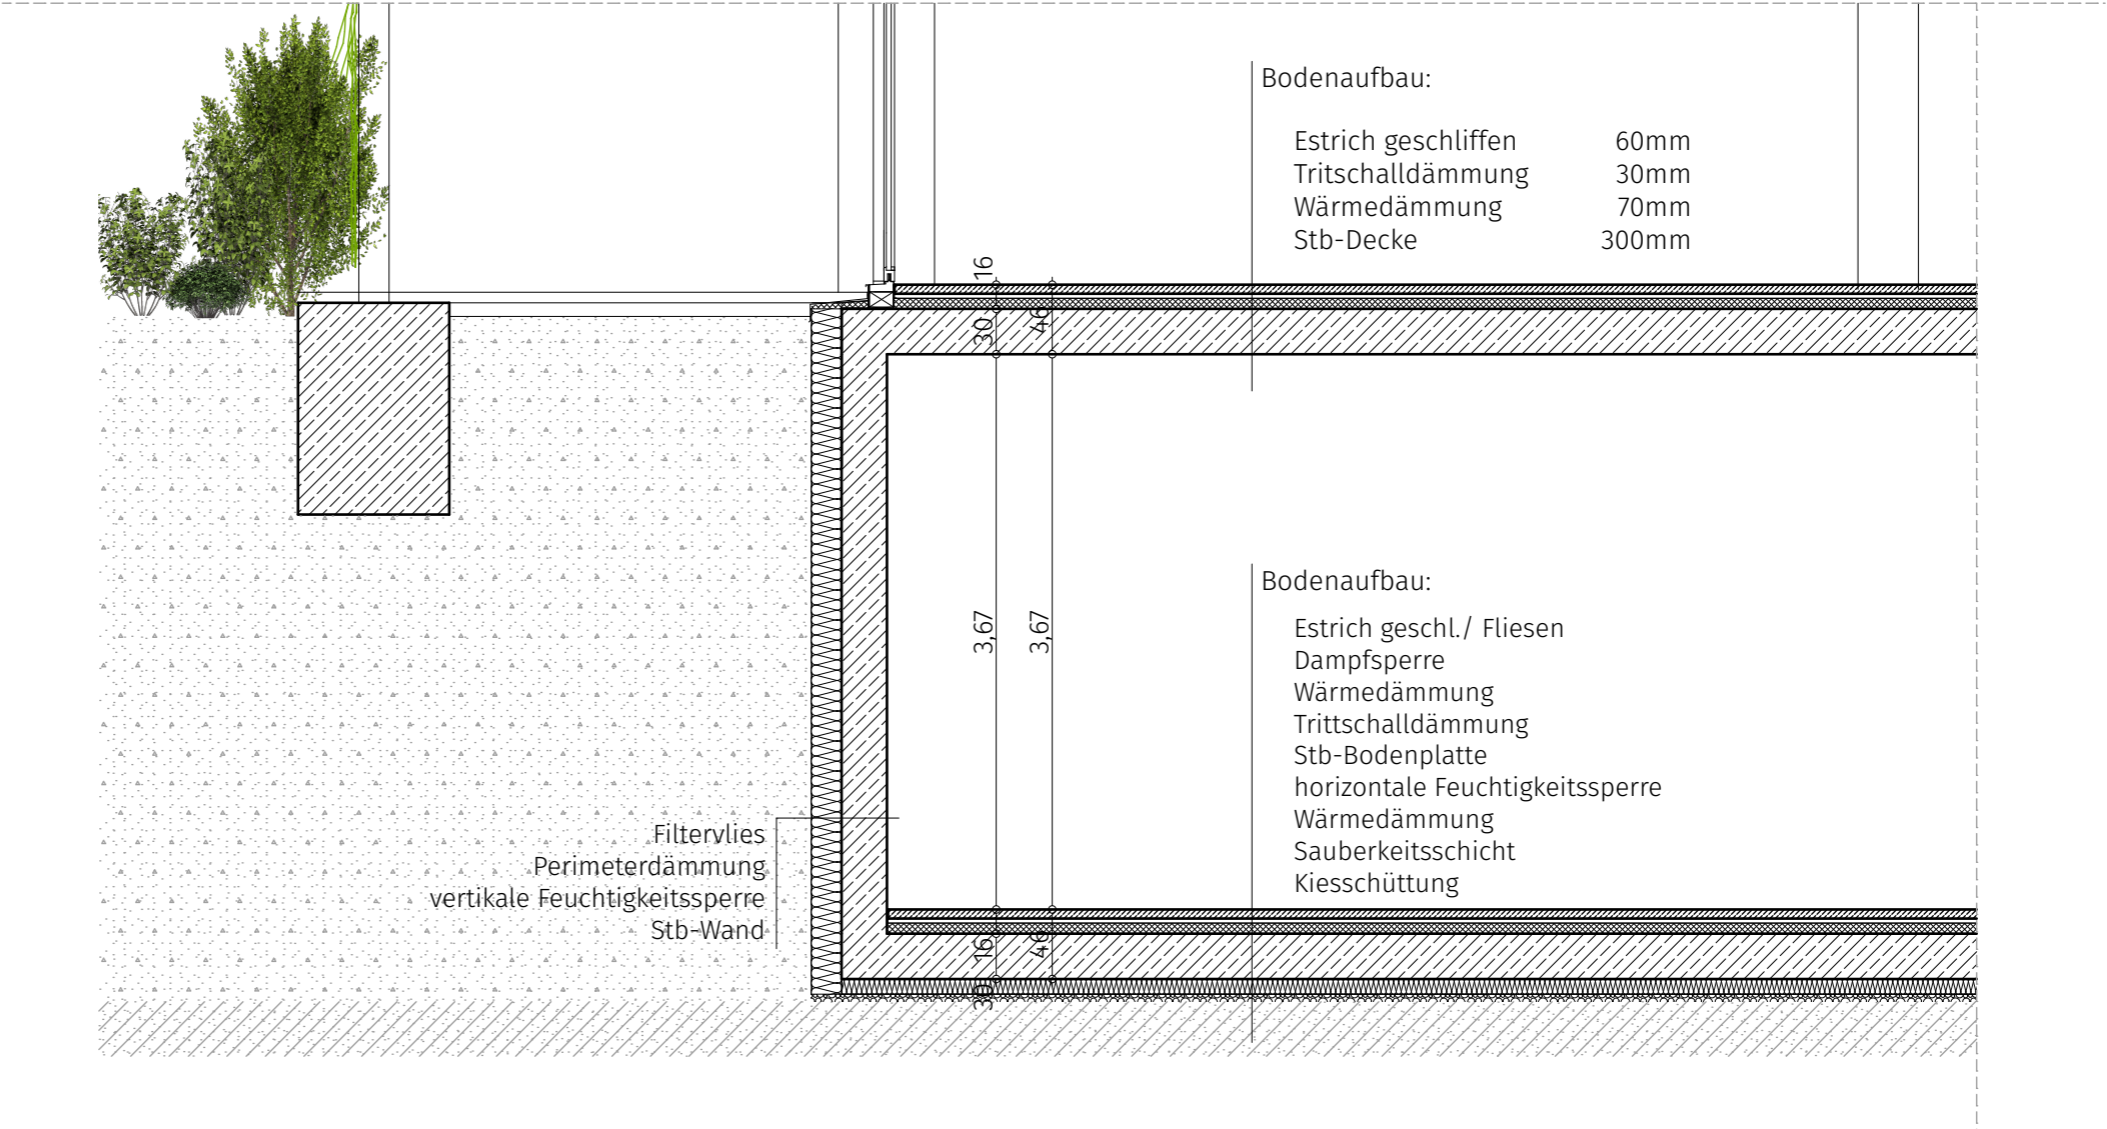 Bodenaufbau:
Estrich geschliffen 60mm
Tritschalldämmung 30mm
Wärmedämmung 70mm
Stb-Decke 300mm
16
30
46
3,67
3,67
Bodenaufbau:
Estrich geschl./ Fliesen
Dampfsperre
Wärmedämmung
Trittschalldämmung
Stb-Bodenplatte
horizontale Feuchtigkeitssperre
Wärmedämmung
Sauberkeitsschicht
Kiesschüttung
Filtervlies
Perimeterdämmung
vertikale Feuchtigkeitssperre
Stb-Wand
16
46
30